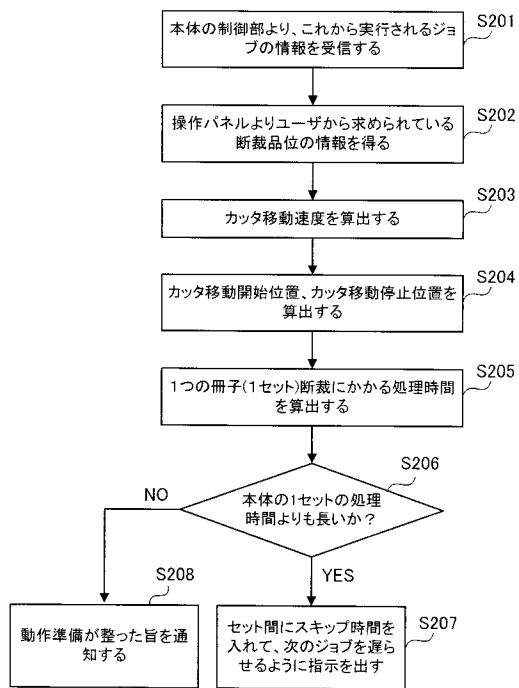 S201
本体の制御部より、これから実行されるジョ
ブの情報を受信する
S202
操作パネルよりユーザから求められている
断裁品位の情報を得る
S203
カッタ移動速度を算出する
S204
カッタ移動開始位置、カッタ移動停止位置を
算出する
S205
1つの冊子(1セット)断裁にかかる処理時間
を算出する
S206
本体の1セットの処理
時間よりも長いか？
NO
YES
S208
動作準備が整った旨を通
知する
S207
セット間にスキップ時間を
入れて、次のジョブを遅ら
せるように指示を出す